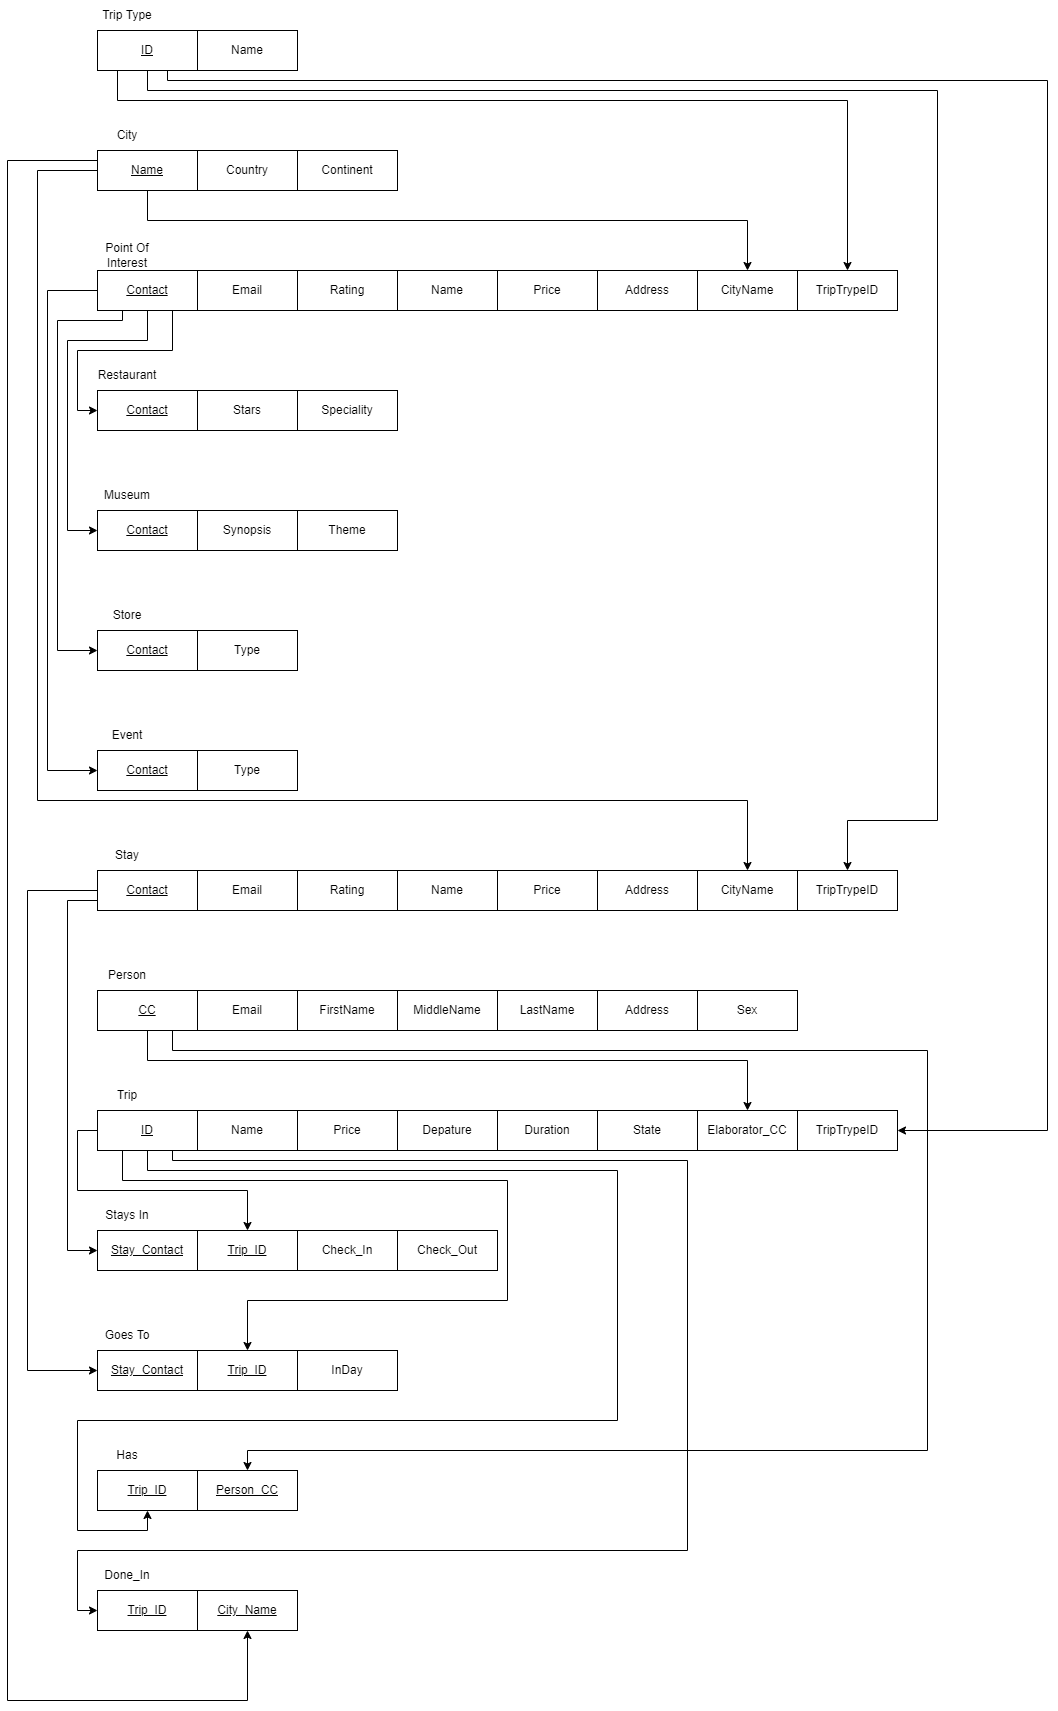 Trip Type
ID Name
City
Name Country Continent
Point Of
Interest
Contact Email Rating Name Price Address CityName TripTrypeID
Restaurant
Contact Stars Speciality
Museum
Contact Synopsis Theme
Store
Contact Type
Event
Contact Type
Stay
Contact Email Rating Name Price Address CityName TripTrypeID
Person
CC Email FirstName MiddleName LastName Address Sex
Trip
ID Name Price Depature Duration State Elaborator_CC TripTrypeID
Stays In
Stay_Contact Trip_ID Check_In Check_Out
Goes To
Stay_Contact Trip_ID InDay
Has
Trip_ID Person_CC
Done_In
Trip_ID City_Name